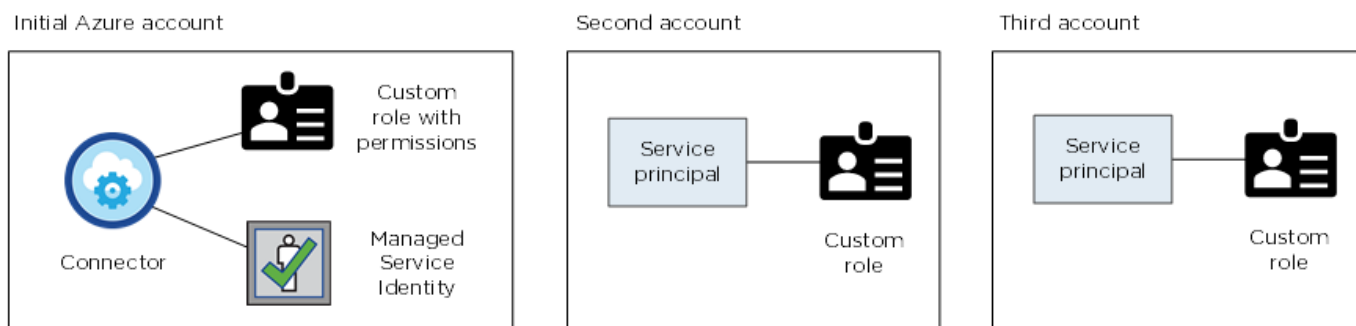 Initial Azure account
Custom
role with
permissions
Connector
Managed
Service
Identity
Second account
Service
principal
Custom
role
Third account
Service
principal
Custom
role